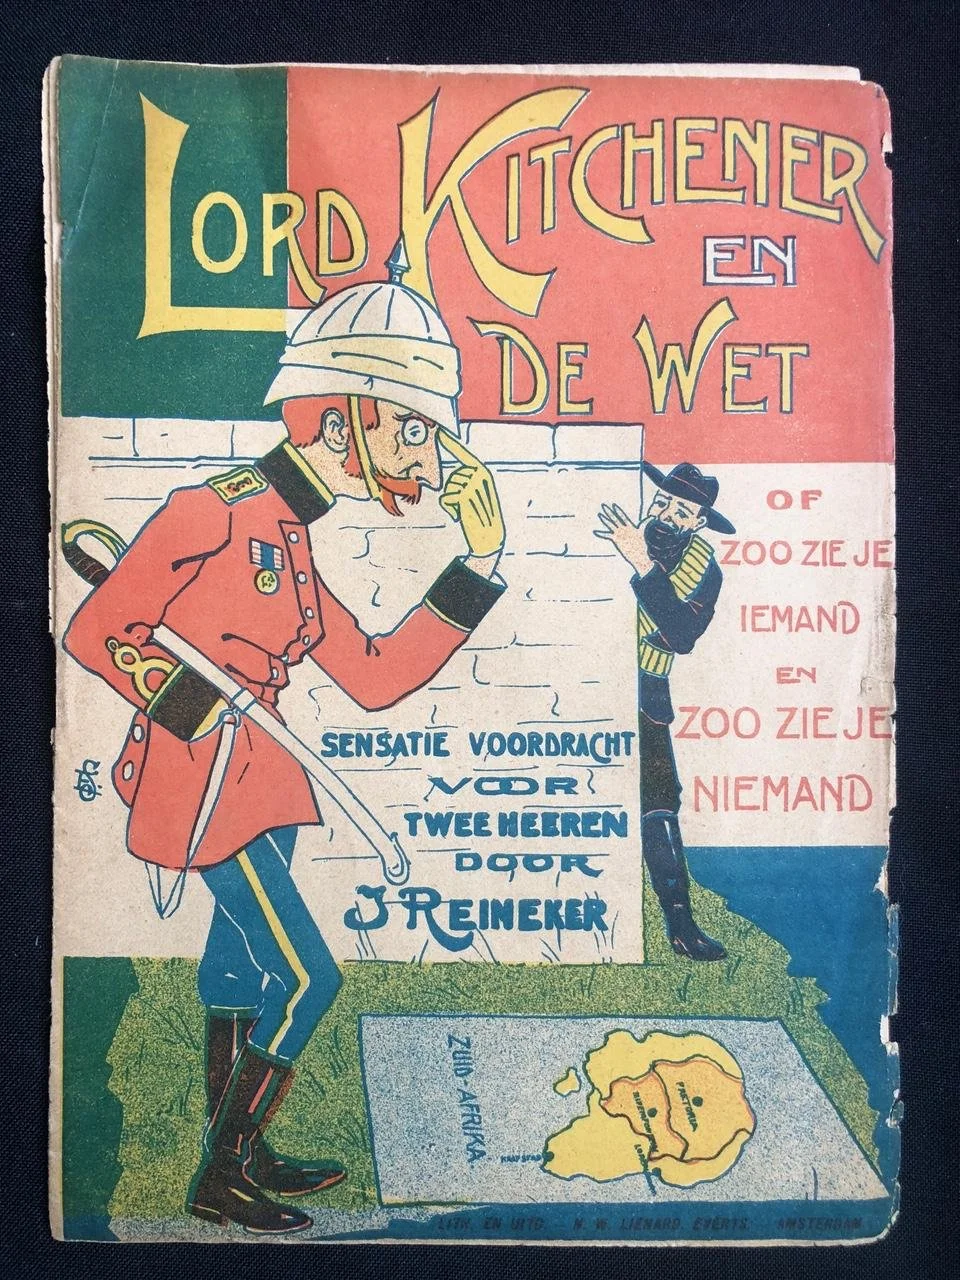 LORD KITCHENER
EN
DE WET
OF
ZOO ZIE JE
IEMAND
EN
ZOO ZIE JE
NIEMAND
SENSATIE VOORDRACHT
VOOR
TWEE HEEREN
DOOR
J REINEKER
ZUID-AFRIKA
PRETORIA
KAAPSTAD
LITH. EN UITG. - N. W. LIENARD. EVERTS - AMSTERDAM